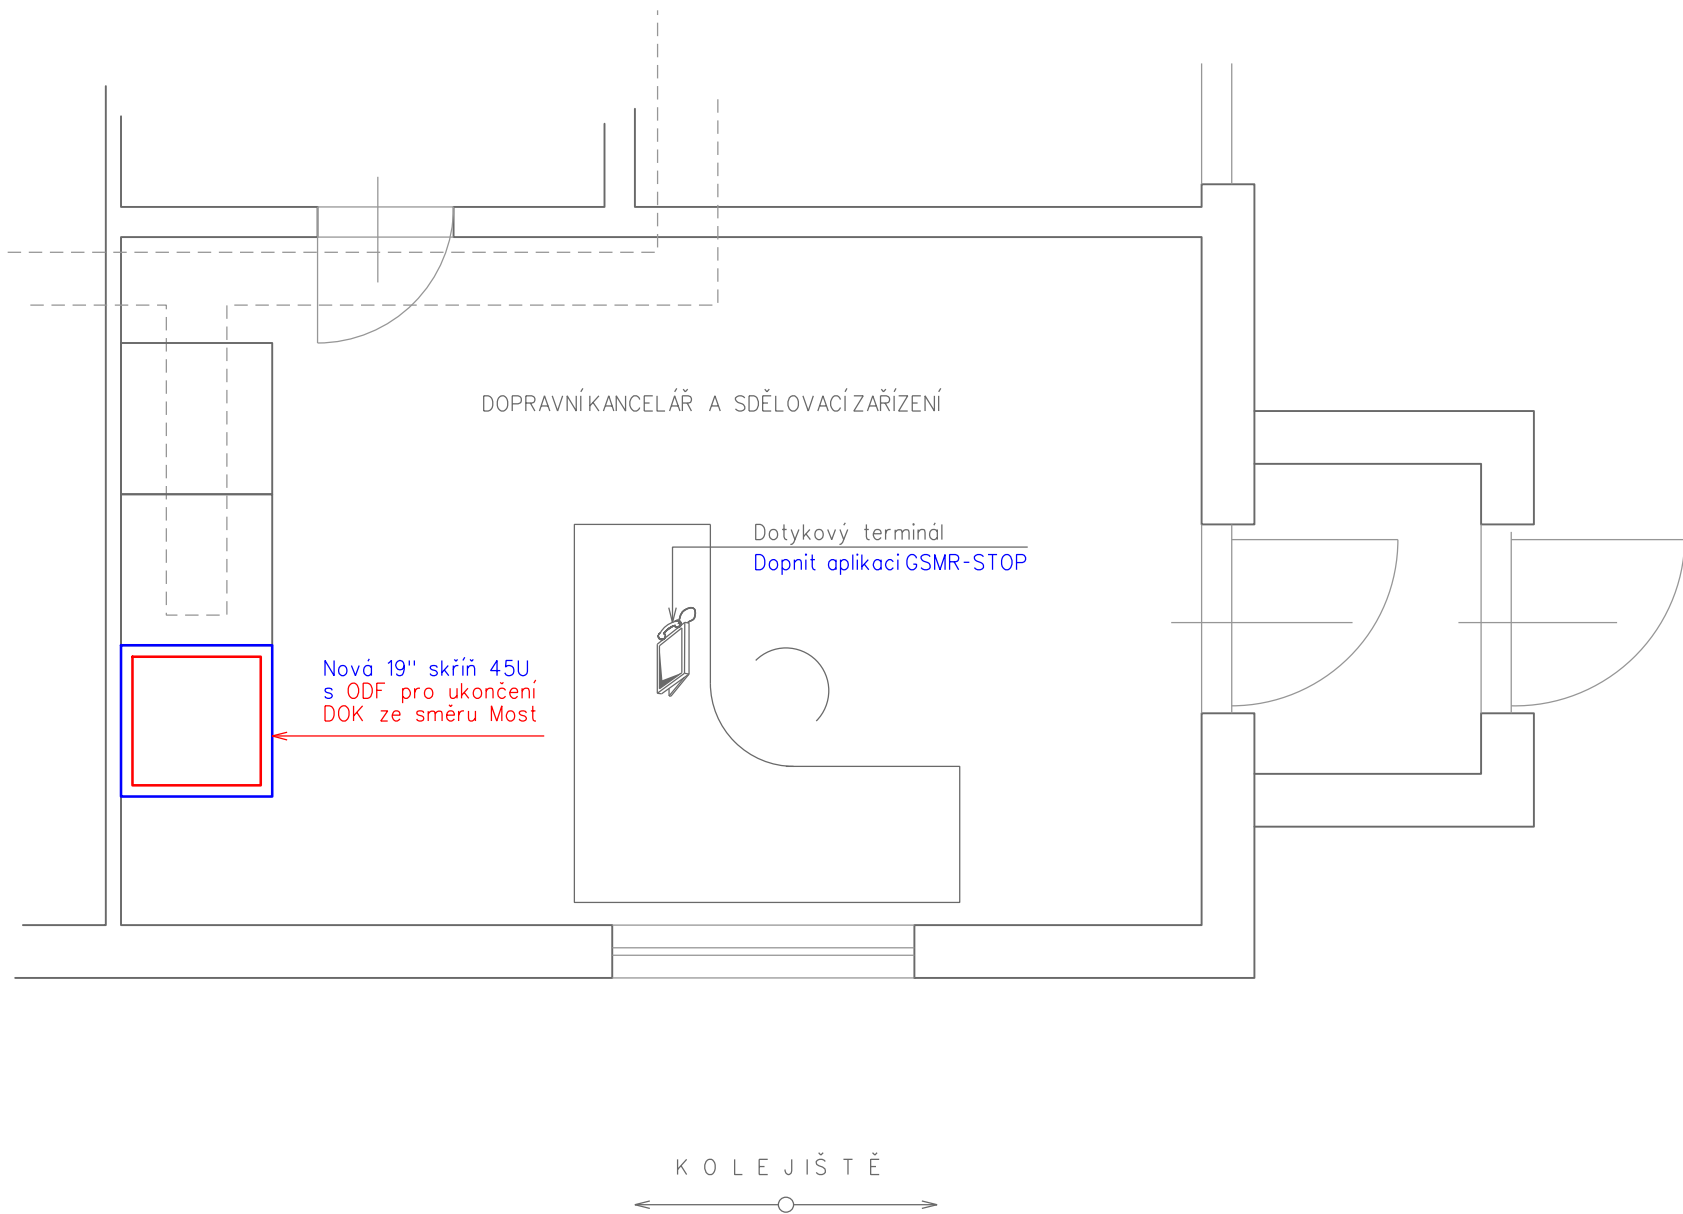 DOPRAVNÍ KANCELÁŘ A SDĚLOVACÍ ZAŘÍZENÍ
Dotykový terminál
Dopnit aplikaci GSMR-STOP
Nová 19" skříň 45U
s ODF pro ukončení
DOK ze směru Most
KOLEJIŠTĚ